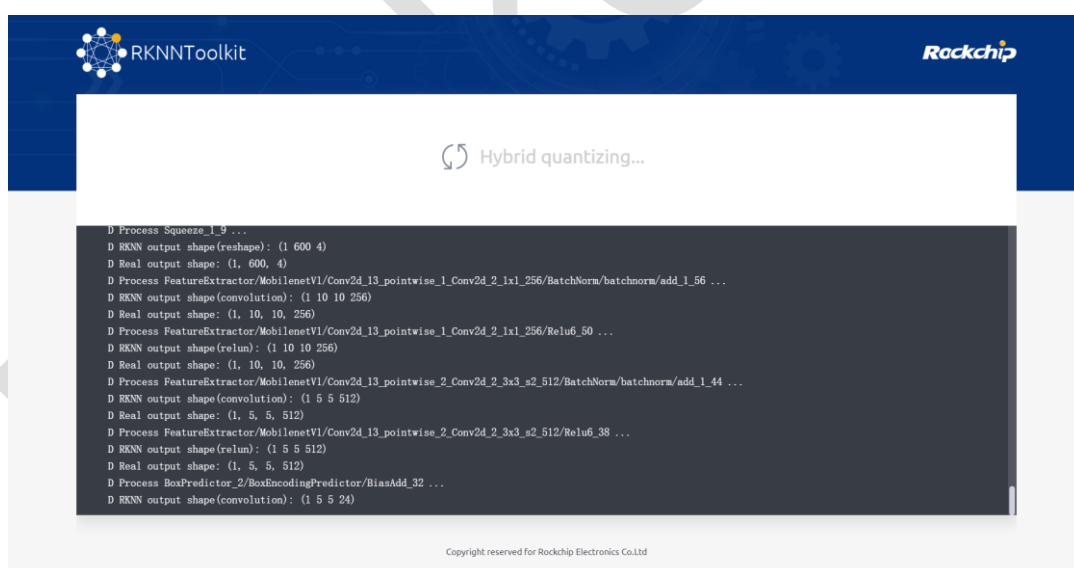 RKNNToolkit
Rockchip
Hybrid quantizing...
D Process Squeeze_1_9 ...
D RKNN output shape(reshape): (1 600 4)
D Real output shape: (1, 600, 4)
D Process FeatureExtractor/MobilenetV1/Conv2d_13_pointwise_1_Conv2d_2_1x1_256/BatchNorm/batchnorm/add_1_56 ...
D RKNN output shape(convolution): (1 10 10 256)
D Real output shape: (1, 10, 10, 256)
D Process FeatureExtractor/MobilenetV1/Conv2d_13_pointwise_1_Conv2d_2_1x1_256/Relu6_50 ...
D RKNN output shape(relun): (1 10 10 256)
D Real output shape: (1, 10, 10, 256)
D Process FeatureExtractor/MobilenetV1/Conv2d_13_pointwise_2_Conv2d_2_3x3_s2_512/BatchNorm/batchnorm/add_1_44 ...
D RKNN output shape(convolution): (1 5 5 512)
D Real output shape: (1, 5, 5, 512)
D Process FeatureExtractor/MobilenetV1/Conv2d_13_pointwise_2_Conv2d_2_3x3_s2_512/Relu6_38 ...
D RKNN output shape(relun): (1 5 5 512)
D Real output shape: (1, 5, 5, 512)
D Process BoxPredictor_2/BoxEncodingPredictor/BiasAdd_32 ...
D RKNN output shape(convolution): (1 5 5 24)
Copyright reserved for Rockchip Electronics Co.Ltd